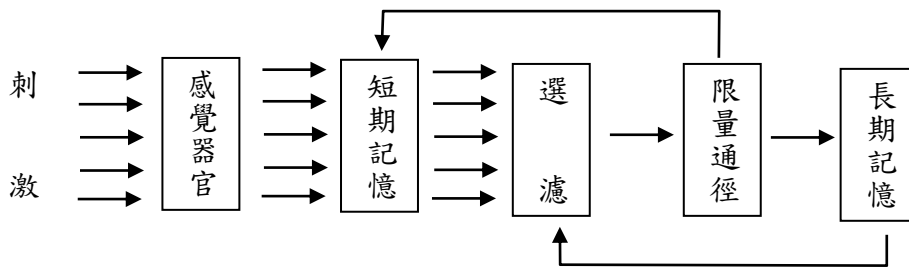 刺激
感覺器官
短期記憶
選濾
限量通徑
長期記憶